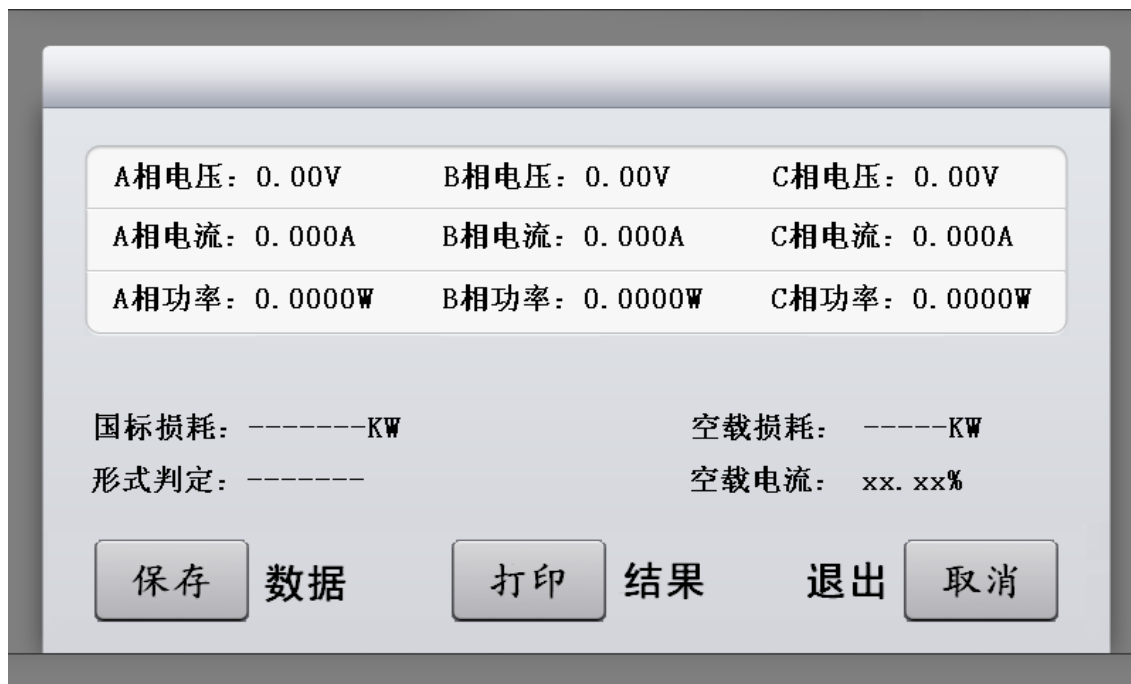 A相电压：0.00V B相电压：0.00V C相电压：0.00V
A相电流：0.000A B相电流：0.000A C相电流：0.000A
A相功率：0.0000W B相功率：0.0000W C相功率：0.0000W
国标损耗：-------KW 空载损耗： -----KW
形式判定：------- 空载电流： xx.xx%
保存 数据 打印 结果 退出 取消